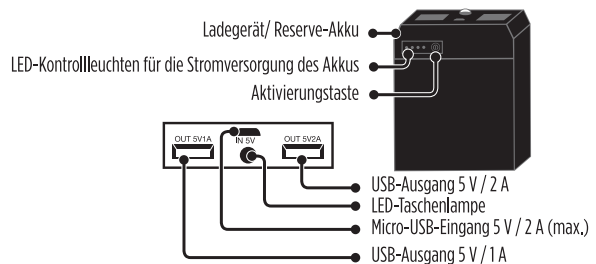 Ladegerät/ Reserve-Akku
LED-Kontrollleuchten für die Stromversorgung des Akkus
Aktivierungstaste
OUT 5V1A
IN 5V
OUT 5V2A
USB-Ausgang 5 V / 2 A
LED-Taschenlampe
Micro-USB-Eingang 5 V / 2 A (max.)
USB-Ausgang 5 V / 1 A